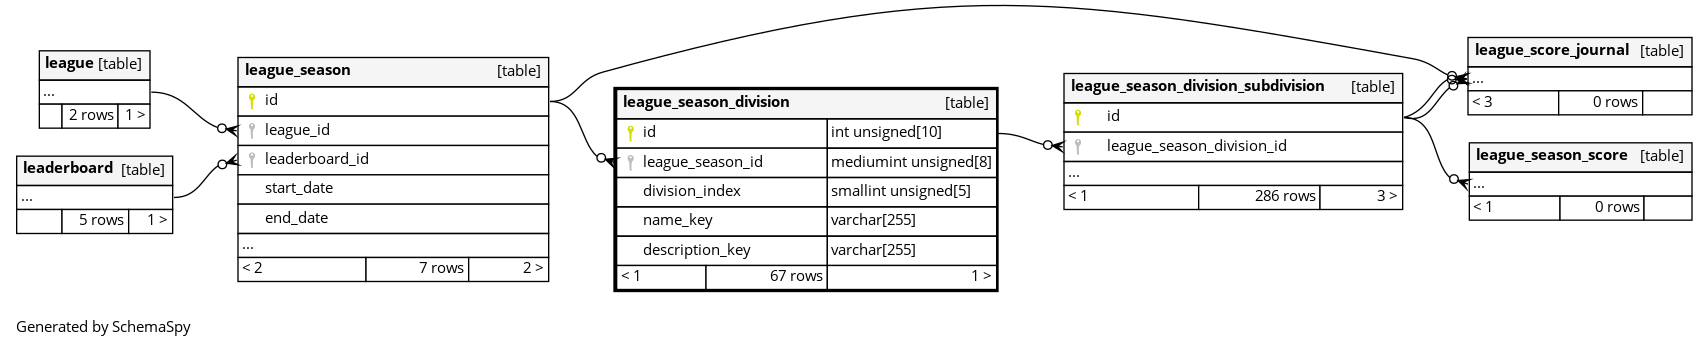 league [table]
...
2 rows 1 >
leaderboard [table]
...
5 rows 1 >
league_season [table]
id
league_id
leaderboard_id
start_date
end_date
...
< 2 7 rows 2 >
league_season_division [table]
id int unsigned[10]
league_season_id mediumint unsigned[8]
division_index smallint unsigned[5]
name_key varchar[255]
description_key varchar[255]
< 1 67 rows 1 >
league_season_division_subdivision [table]
id
league_season_division_id
...
< 1 286 rows 3 >
league_score_journal [table]
...
< 3 0 rows
league_season_score [table]
...
< 1 0 rows
Generated by SchemaSpy